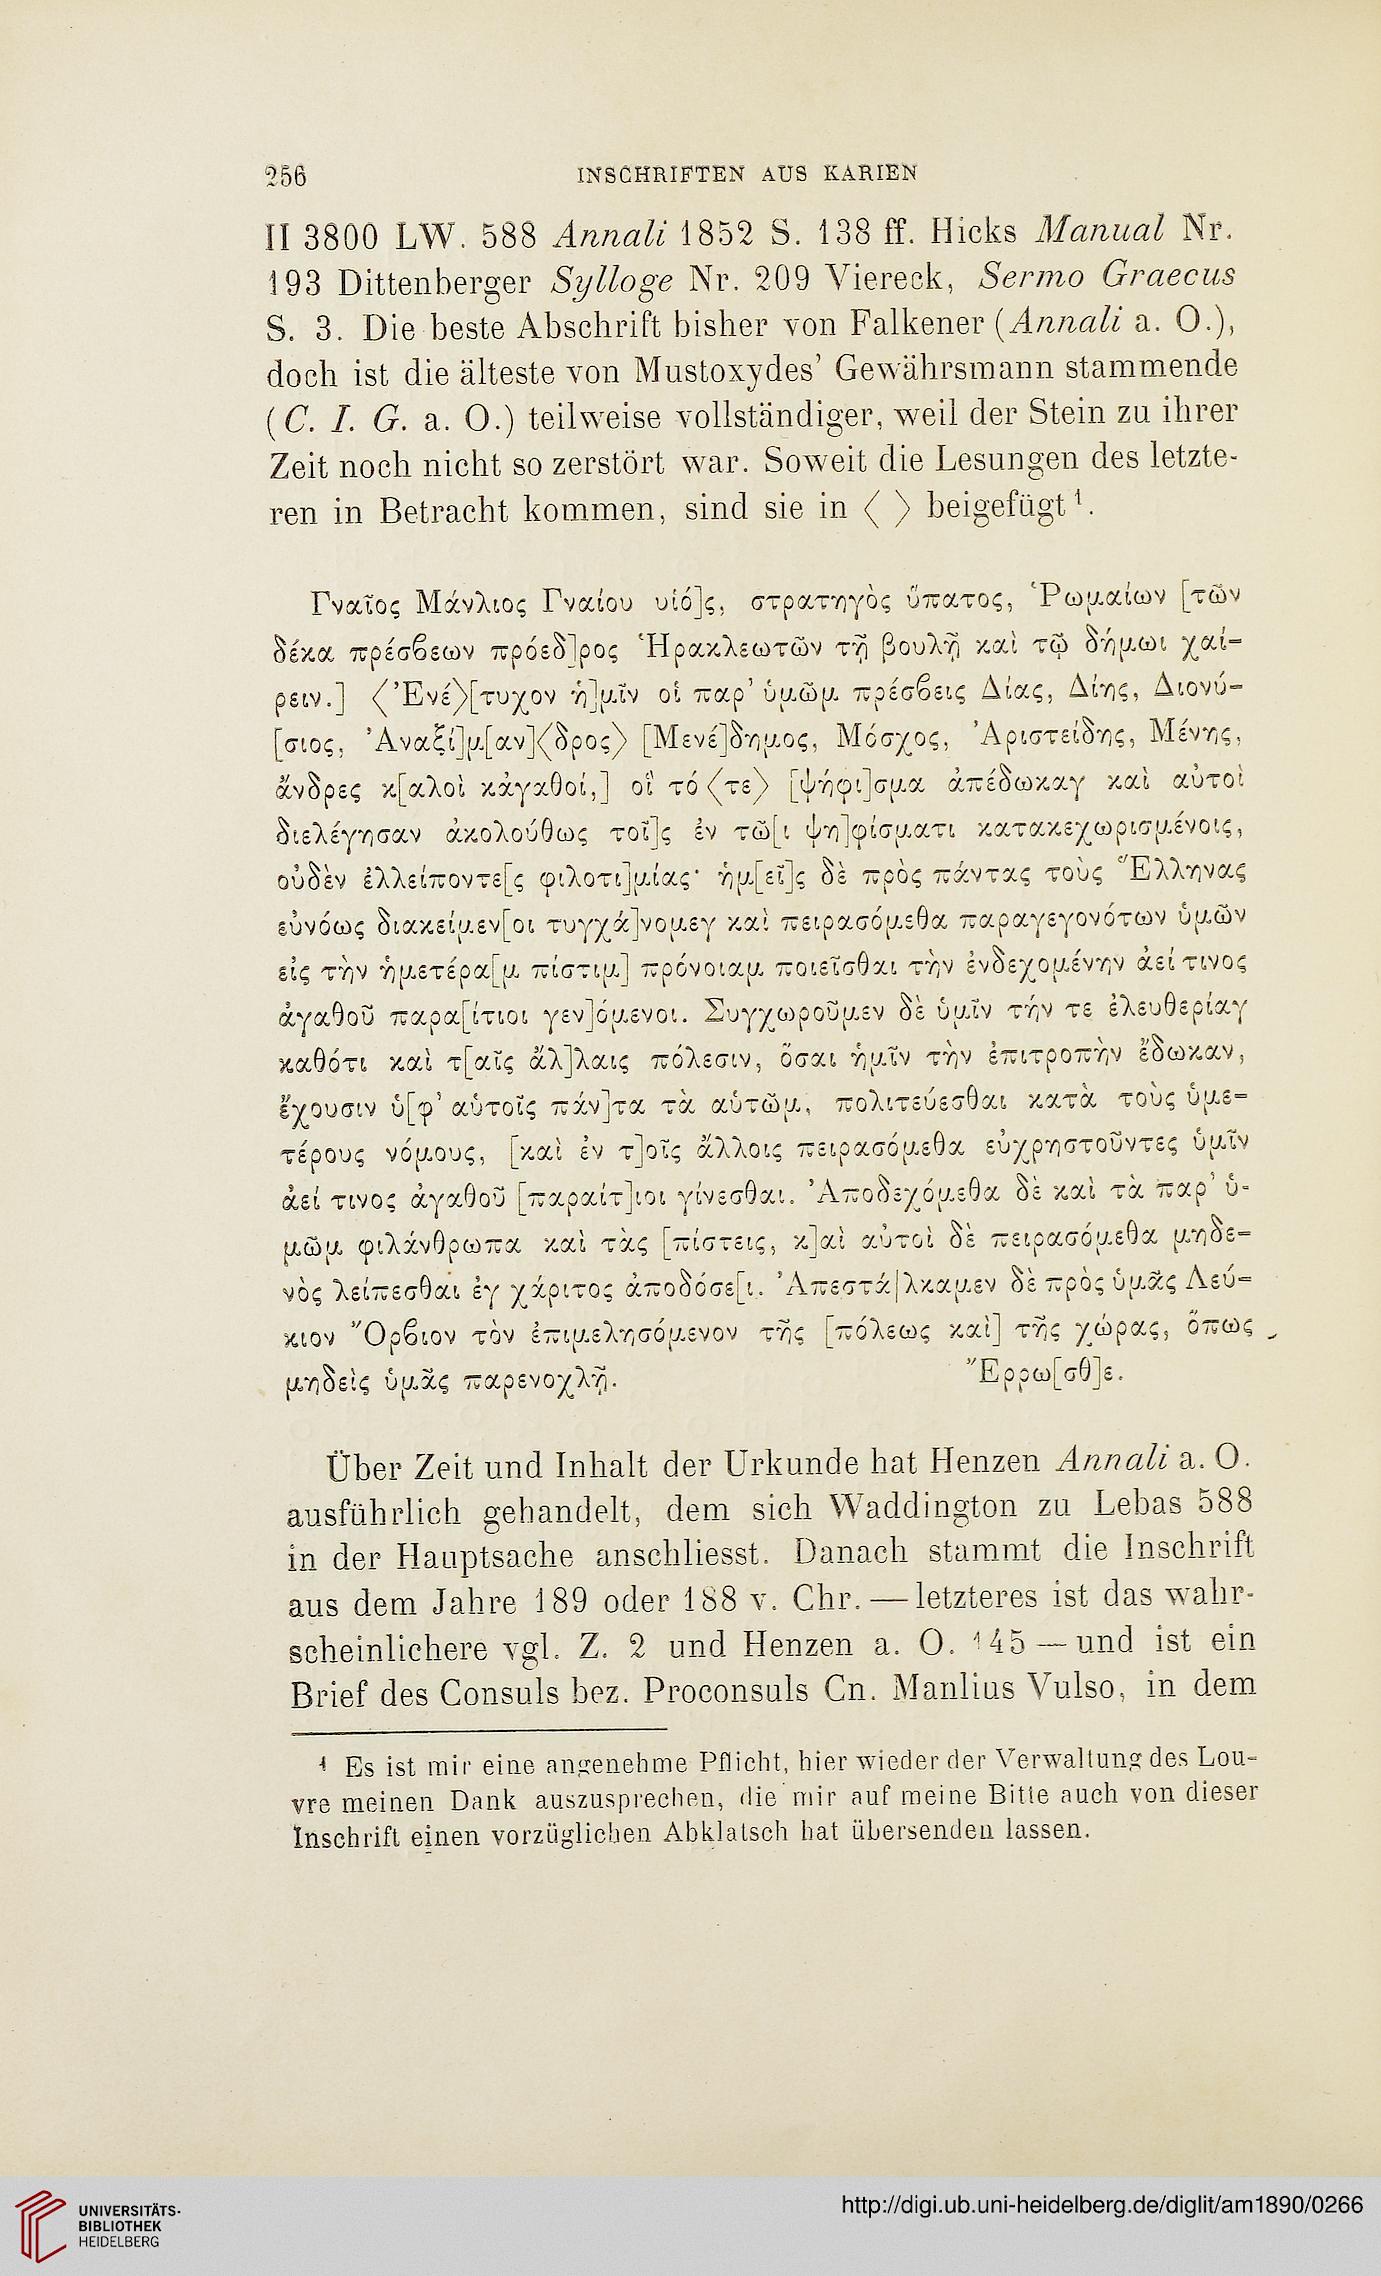 256 INSCHRIFTEN AUS KARIEN
II 3800 LW. 588 Annali 1852 S. 138 ff. Hicks Manual Nr.
193 Dittenberger Sylloge Nr. 209 Viereck, Sermo Graecus
S. 3. Die beste Abschrift bisher von Falkener (Annali a. O.),
doch ist die älteste von Mustoxydes' Gewährsmann stammende
(C. I. G. a. O.) teilweise vollständiger, weil der Stein zu ihrer
Zeit noch nicht so zerstört war. Soweit die Lesungen des letzte-
ren in Betracht kommen, sind sie in 〈 〉 beigefügt¹.
Γναῖος Μάνλιος Γναίου υἱό]ς, στρατηγὸς ὕπατος, Ῥωμαίων [τῶν
δέκα πρέσϐεων πρόεδ]ρος Ἡρακλεωτῶν τῇ βουλῇ καὶ τῷ δήμωι χαί-
ρειν.] 〈Ἐνέ〉[τυχον ἡ]μῖν οἱ παρ' ὑμῶμ πρέσϐεις Δίας, Δίης, Διονύ-
[σιος, Ἀναξί]μ[αν]〈δρος〉 [Μενέ]δημος, Μόσχος, Ἀριστείδης, Μένης,
ἄνδρες κ[αλοὶ κἀγαθοί,] οἳ τό〈τε〉 [ψήφι]σμα ἀπέδωκαγ καὶ αὐτοὶ
διελέγησαν ἀκολούθως τοῖ]ς ἐν τῶ[ι ψη]φίσματι κατακεχωρισμένοις,
οὐδὲν ἐλλείποντε[ς φιλοτι]μίας· ἡμ[εῖ]ς δὲ πρὸς πάντας τοὺς Ἕλληνας
εὐνόως διακείμεν[οι τυγχά]νομεγ καὶ πειρασόμεθα παραγεγονότων ὑμῶν
εἰς τὴν ἡμετέρα[μ πίστιμ] πρόνοιαμ ποιεῖσθαι τὴν ἐνδεχομένην ἀεί τινος
ἀγαθοῦ παρα[ίτιοι γεν]όμενοι. Συγχωροῦμεν δὲ ὑμῖν τήν τε ἐλευθερίαγ
καθότι καὶ τ[αῖς ἄλ]λαις πόλεσιν, ὅσαι ἡμῖν τὴν ἐπιτροπὴν ἔδωκαν,
ἔχουσιν ὑ[φ' αὑτοῖς πάν]τα τὰ αὑτῶμ, πολιτεύεσθαι κατὰ τοὺς ὑμε-
τέρους νόμους, [καὶ ἐν τ]οῖς ἄλλοις πειρασόμεθα εὐχρηστοῦντες ὑμῖν
ἀεί τινος ἀγαθοῦ [παραίτ]ιοι γίνεσθαι. Ἀποδεχόμεθα δὲ καὶ τὰ παρ' ὑ-
μῶμ φιλάνθρωπα καὶ τὰς [πίστεις, κ]αὶ αὐτοὶ δὲ πειρασόμεθα μηδε-
νὸς λείπεσθαι ἐγ χάριτος ἀποδόσε[ι. Ἀπεστά]λκαμεν δὲ πρὸς ὑμᾶς Λεύ-
κιον Ὄρϐιον τὸν ἐπιμελησόμενον τῆς [πόλεως καὶ] τῆς χώρας, ὅπως
μηδεὶς ὑμᾶς παρενοχλῇ. Ἔρρω[σθ]ε.
Über Zeit und Inhalt der Urkunde hat Henzen Annali a. O.
ausführlich gehandelt, dem sich Waddington zu Lebas 588
in der Hauptsache anschliesst. Danach stammt die Inschrift
aus dem Jahre 189 oder 188 v. Chr. — letzteres ist das wahr-
scheinlichere vgl. Z. 2 und Henzen a. O. 145 — und ist ein
Brief des Consuls bez. Proconsuls Cn. Manlius Vulso, in dem
¹ Es ist mir eine angenehme Pflicht, hier wieder der Verwaltung des Lou-
vre meinen Dank auszusprechen, die mir auf meine Bitte auch von dieser
Inschrift einen vorzüglichen Abklatsch hat übersenden lassen.
UNIVERSITÄTS-
BIBLIOTHEK
HEIDELBERG
http://digi.ub.uni-heidelberg.de/diglit/am1890/0266